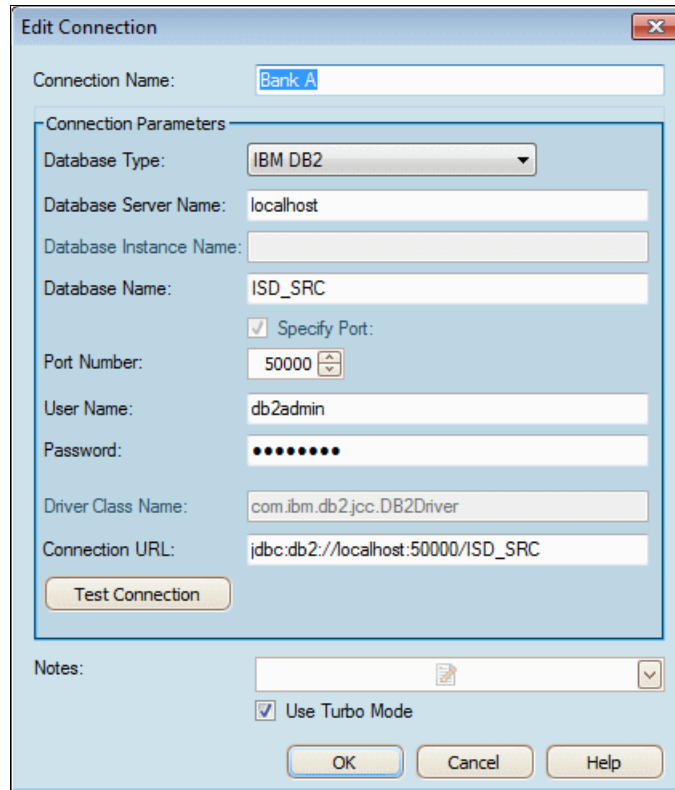 Edit Connection
Connection Name: Bank A
Connection Parameters
Database Type: IBM DB2
Database Server Name: localhost
Database Instance Name:
Database Name: ISD_SRC
Specify Port:
Port Number: 50000
User Name: db2admin
Password: ••••••••
Driver Class Name: com.ibm.db2.jcc.DB2Driver
Connection URL: jdbc:db2://localhost:50000/ISD_SRC
Test Connection
Notes:
Use Turbo Mode
OK Cancel Help